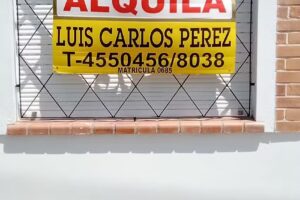 ALQUILA
LUIS CARLOS PEREZ
T-4550456/8038
MATRICULA 0685